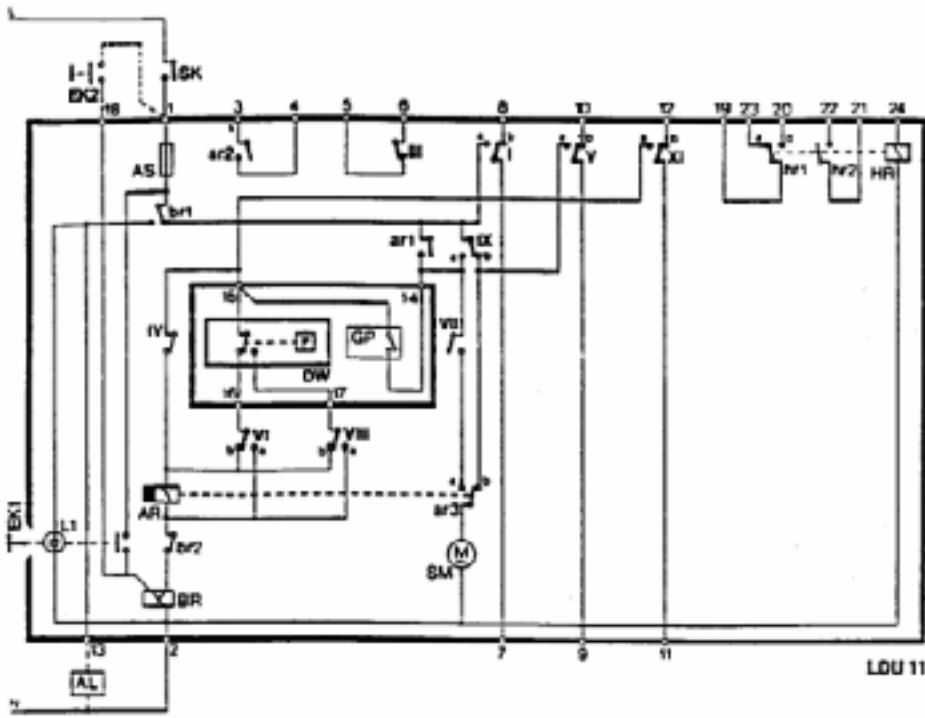 SK
EK2
18 1 3 4 5 6 8 10 12 19 23 20 22 21 24
ar2
III
a b I
a b V
a b XI
AS
hr1
hr2
HR
br1
ar1
IX
a b
15
14
IV
P
GP
VII
DW
16 17
VI
VIII
b a b a
a b
AR
ar3
EK1
L1
br2
M
SM
BR
13 2 7 9 11
LDU 11
AL